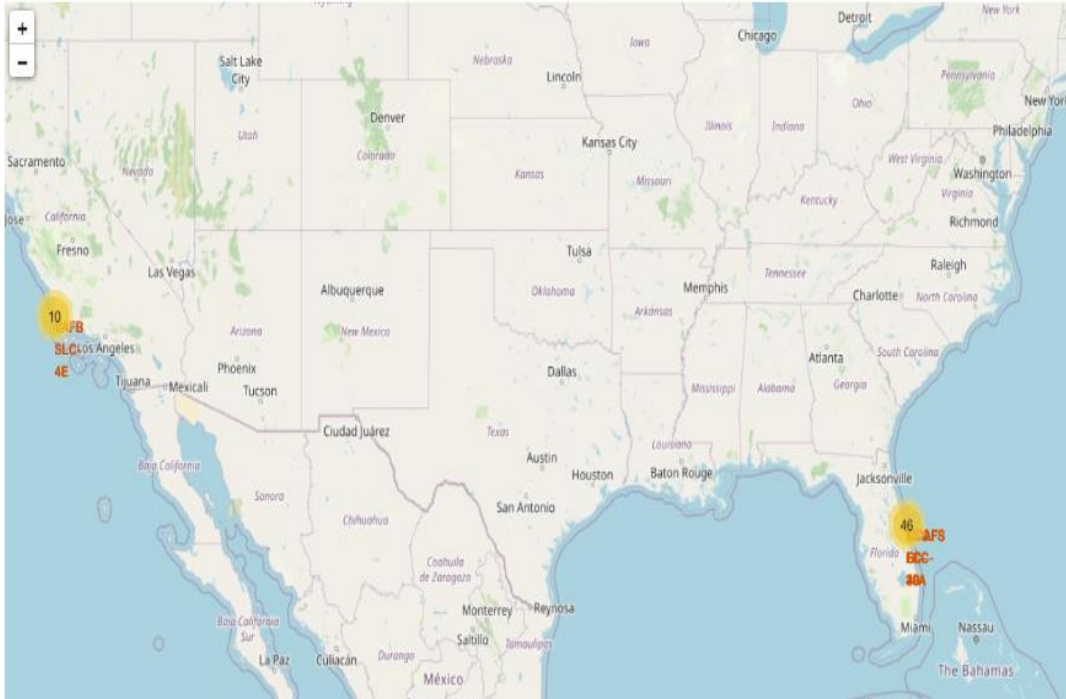 +
−
Wyoming
Iowa
Chicago
Detroit
New York
Salt Lake
City
Nebraska
Lincoln
Pennsylvania
New York
Utah
Denver
Colorado
Kansas City
Illinois
Indiana
Ohio
Philadelphia
Sacramento
Nevada
Kansas
Missouri
West Virginia
Washington
Jose
California
Kentucky
Virginia
Richmond
Fresno
Las Vegas
Tulsa
Albuquerque
Oklahoma
Memphis
Tennessee
Raleigh
Charlotte
North Carolina
10
Arizona
New Mexico
Arkansas
AFB
SLC-
4E
Los Angeles
Phoenix
Atlanta
South Carolina
Tijuana
Mexicali
Tucson
Dallas
Mississippi
Alabama
Georgia
Ciudad Juárez
Texas
Louisiana
Austin
Houston
Baton Rouge
Jacksonville
Baja California
Sonora
San Antonio
Chihuahua
46
AFS
Florida
Coahuila
de Zaragoza
Monterrey
Reynosa
Baja California
Sur
Saltillo
Tamaulipas
Miami
Nassau
La Paz
Culiacán
Durango
México
The Bahamas